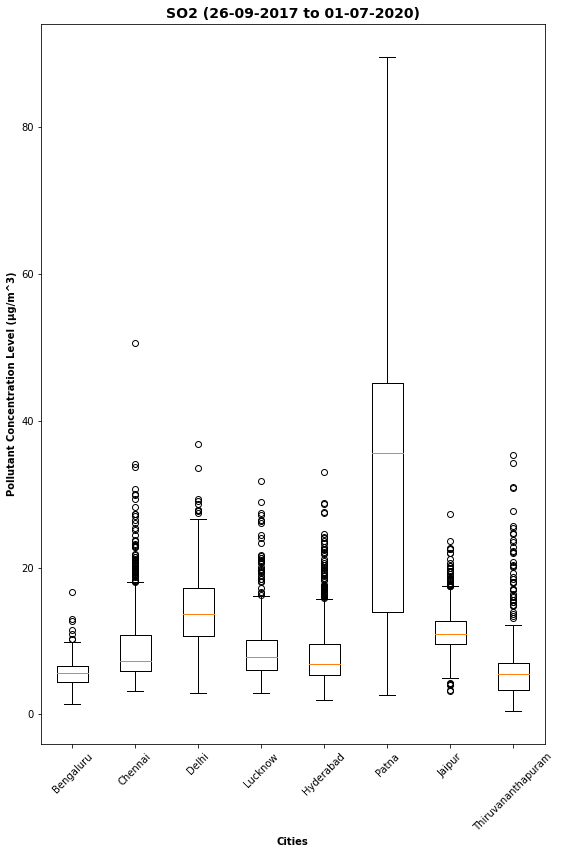 SO2 (26-09-2017 to 01-07-2020)
Pollutant Concentration Level (μg/m^3)
80
60
40
20
0
Bengaluru
Chennai
Delhi
Lucknow
Hyderabad
Patna
Jaipur
Thiruvananthapuram
Cities